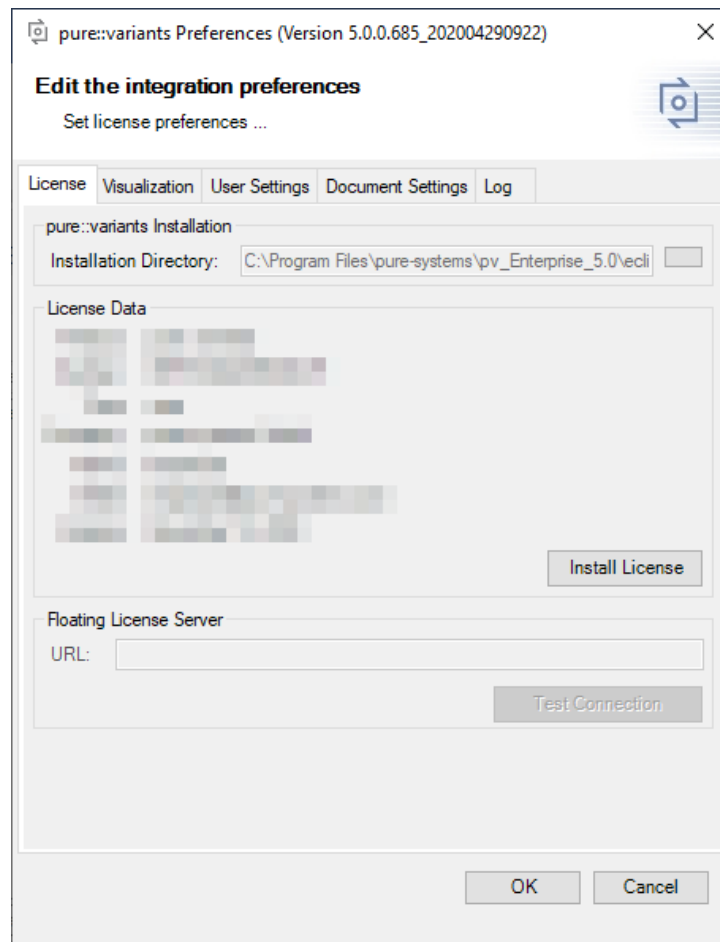 pure::variants Preferences (Version 5.0.0.685_202004290922)
Edit the integration preferences
Set license preferences ...
License Visualization User Settings Document Settings Log
pure::variants Installation
Installation Directory: C:\Program Files\pure-systems\pv_Enterprise_5.0\ecli
License Data
Install License
Floating License Server
URL:
Test Connection
OK Cancel